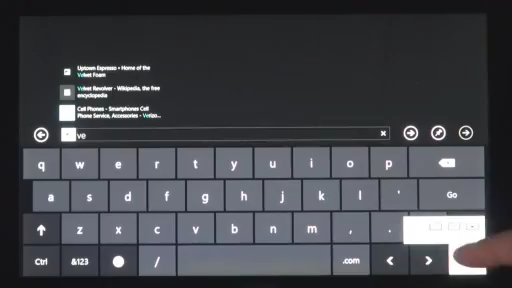 Uptown Espresso - Home of the
Velvet Foam
Velvet Revolver - Wikipedia, the free
encyclopedia
Cell Phones - Smartphones Cell
Phone Service, Accessories - Verizo...
ve
q w e r t y u i o p
a s d f g h j k l ' Go
z x c v b n m , .
Ctrl &123 / .com < >